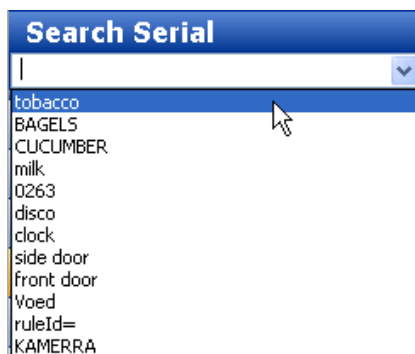 Search Serial
tobacco
BAGELS
CUCUMBER
milk
0263
disco
clock
side door
front door
Voed
ruleId=
KAMERRA